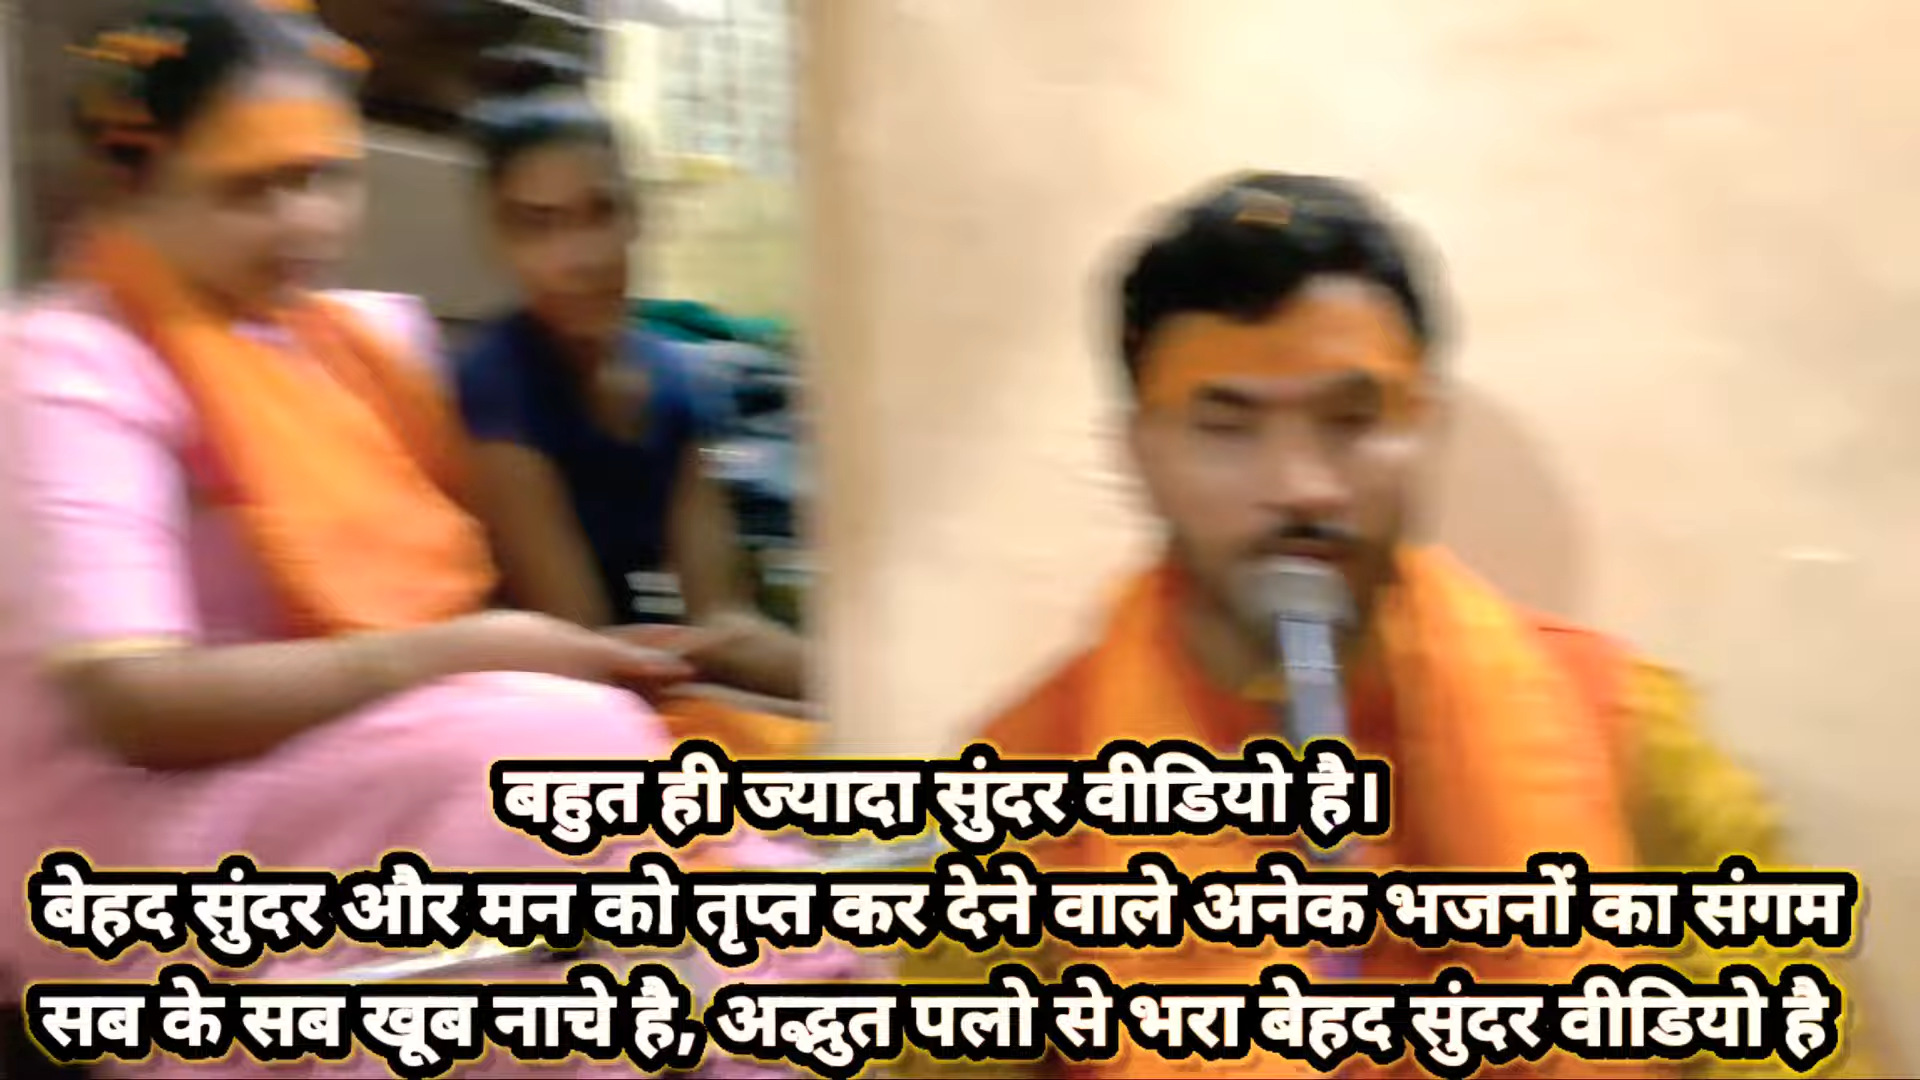 बहुत ही ज्यादा सुंदर वीडियो है।
बेहद सुंदर और मन को तृप्त कर देने वाले अनेक भजनों का संगम
सब के सब खूब नाचे है, अद्भुत पलो से भरा बेहद सुंदर वीडियो है